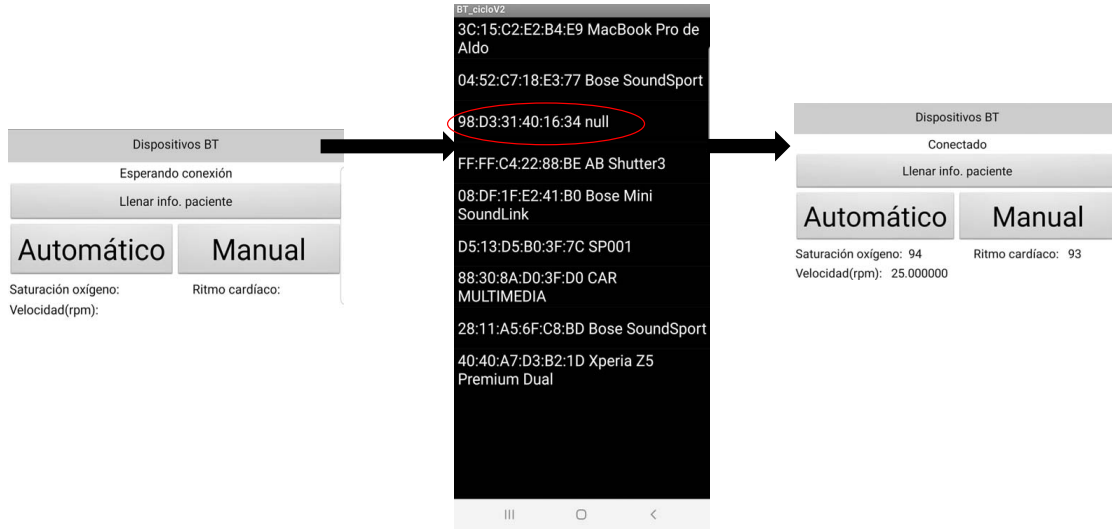 Dispositivos BT
Esperando conexión
Llenar info. paciente
Automático Manual
Saturación oxígeno: Ritmo cardíaco:
Velocidad(rpm):
BT_cicloV2
3C:15:C2:E2:B4:E9 MacBook Pro de
Aldo
04:52:C7:18:E3:77 Bose SoundSport
98:D3:31:40:16:34 null
FF:FF:C4:22:88:BE AB Shutter3
08:DF:1F:E2:41:B0 Bose Mini
SoundLink
D5:13:D5:B0:3F:7C SP001
88:30:8A:D0:3F:D0 CAR
MULTIMEDIA
28:11:A5:6F:C8:BD Bose SoundSport
40:40:A7:D3:B2:1D Xperia Z5
Premium Dual
Dispositivos BT
Conectado
Llenar info. paciente
Automático Manual
Saturación oxígeno: 94 Ritmo cardíaco: 93
Velocidad(rpm): 25.000000